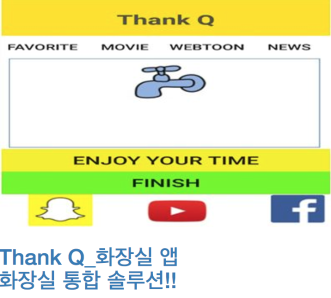 Thank Q
FAVORITE MOVIE WEBTOON NEWS
ENJOY YOUR TIME
FINISH
Thank Q_화장실 앱
화장실 통합 솔루션!!